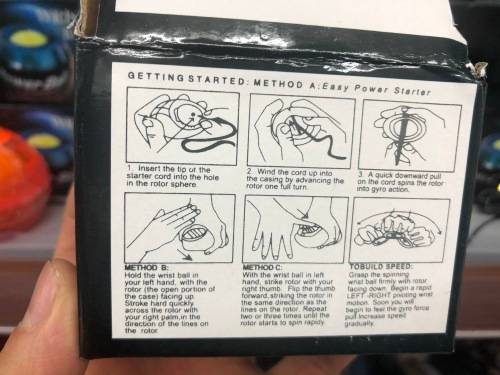 GETTING STARTED: METHOD A:Easy Power Starter
1. Insert the tip or the
starter cord into the hole
in the rotor sphere.
2. Wind the cord up into
the casing by advancing the
rotor one full turn.
3. A quick downward pull
on the cord spins the rotor
into gyro action.
METHOD B:
Hold the wrist ball in
your left hand, with the
rotor (the open portion of
the case) facing up.
Stroke hard quickly
across the rotor with
your right palm,in the
direction of the lines on
the rotor.
METHOD C:
With the wrist ball in left
hand, strike rotor with your
right thumb. Flip the thumb
forward,striking the rotor in
the same direction as the
lines on the rotor. Repeat
two or three times until the
rotor starts to spin rapidly.
TOBUILD SPEED:
Grasp the spinning
wrist ball firmly with rotor
facing down. Begin a rapid
LEFT-RIGHT pivoting wrist
motion. Soon you will
begin to feel the gyro force
pull Increase speed
gradually.